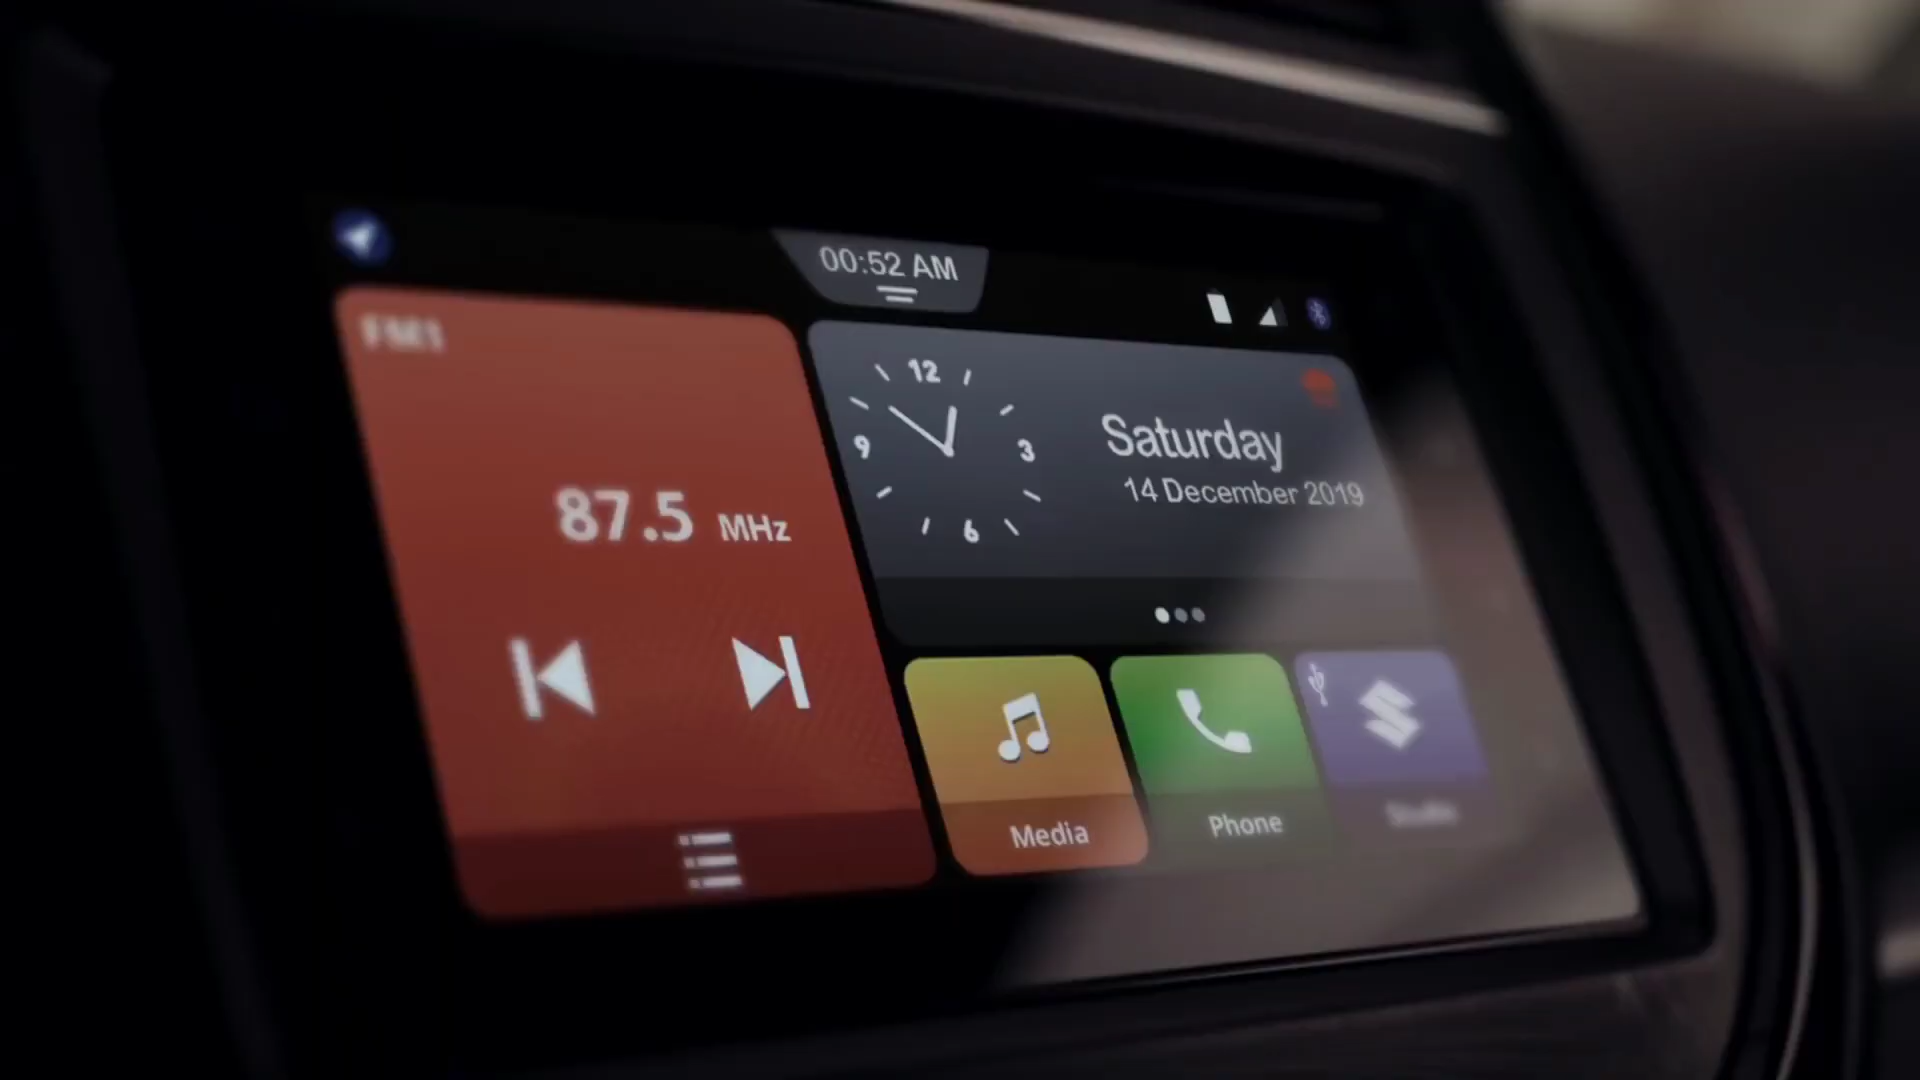 00:52 AM
FM1
87.5 MHz
12
9
3
6
Saturday
14 December 2019
Media
Phone